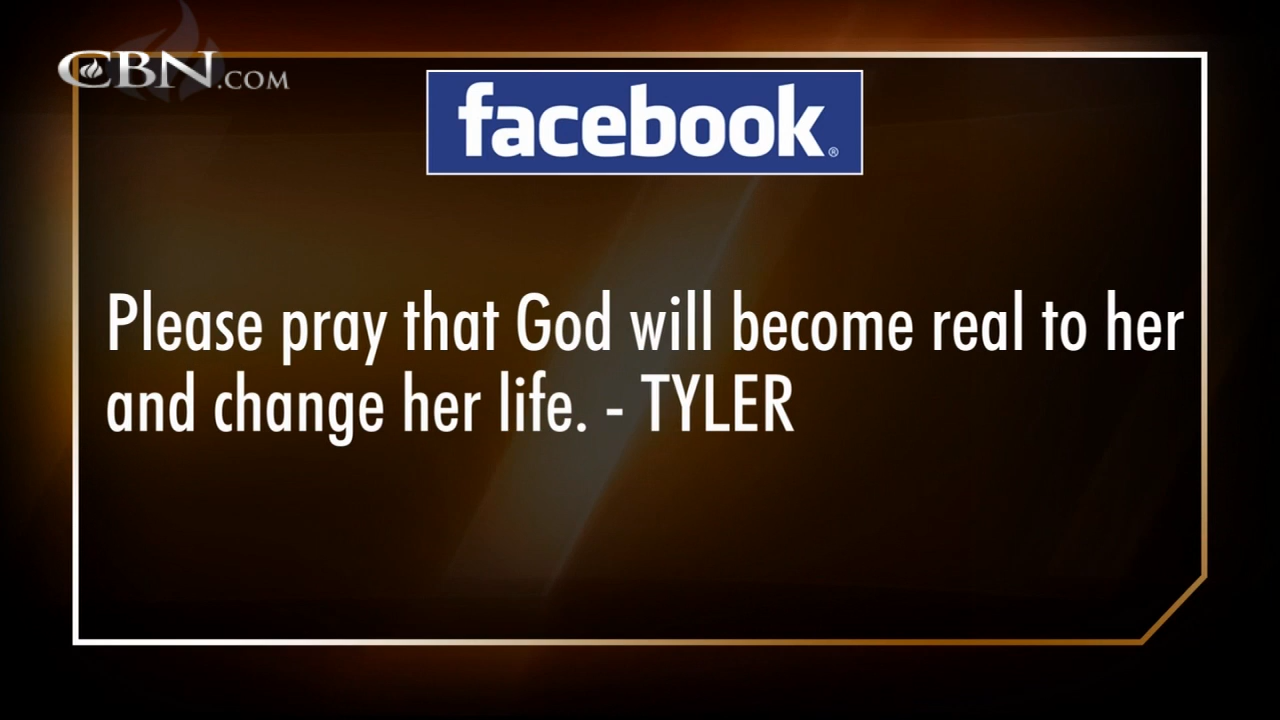 CBN.COM
facebook®
Please pray that God will become real to her
and change her life. - TYLER